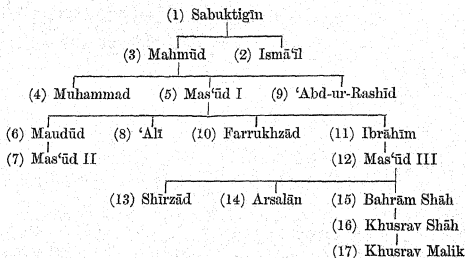 (1) Sabuktigīn
(3) Mahmūd (2) Ismā‘īl
(4) Muhammad (5) Mas‘ūd I (9) ‘Abd-ur-Rashīd
(6) Maudūd (8) ‘Alī (10) Farrukhzād (11) Ibrāhīm
(7) Mas‘ūd II (12) Mas‘ūd III
(13) Shīrzād (14) Arsalān (15) Bahrām Shāh
(16) Khusrav Shāh
(17) Khusrav Malik